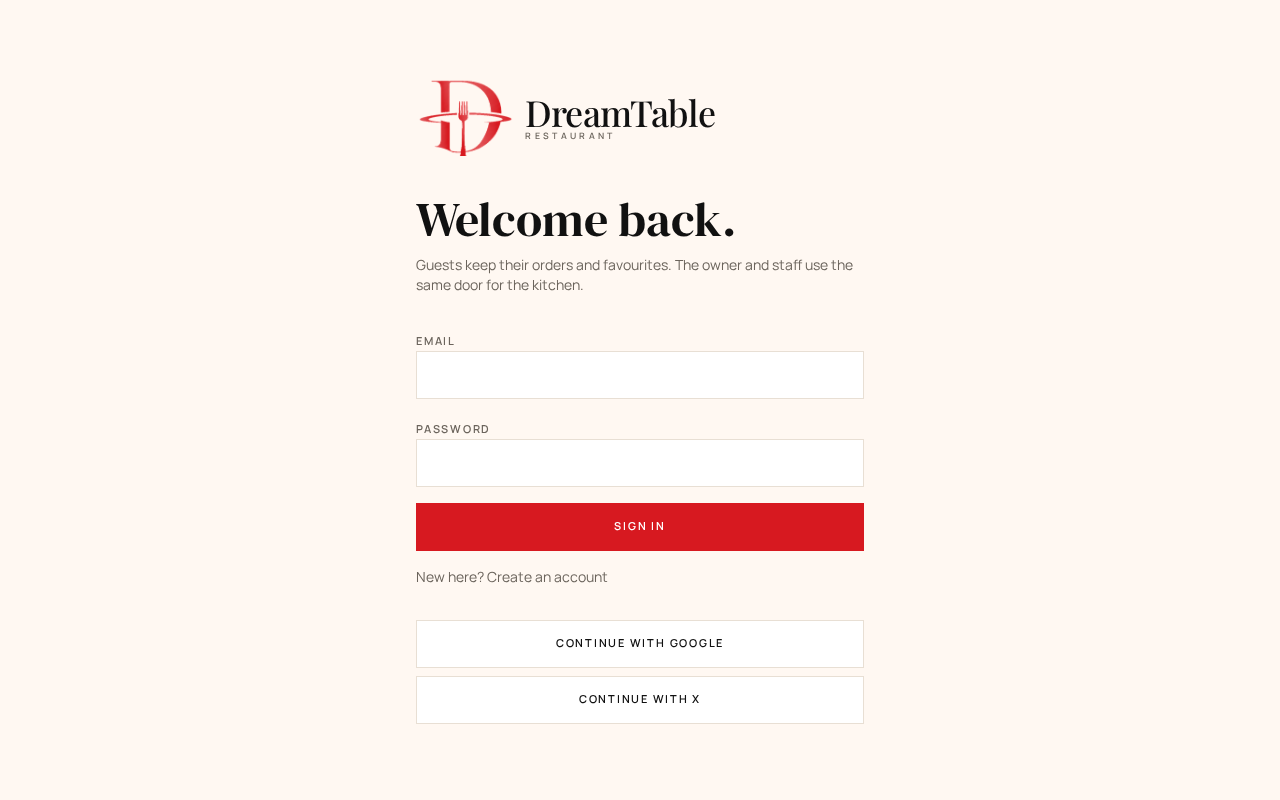 DreamTable
RESTAURANT
Welcome back.
Guests keep their orders and favourites. The owner and staff use the
same door for the kitchen.
EMAIL
PASSWORD
SIGN IN
New here? Create an account
CONTINUE WITH GOOGLE
CONTINUE WITH X